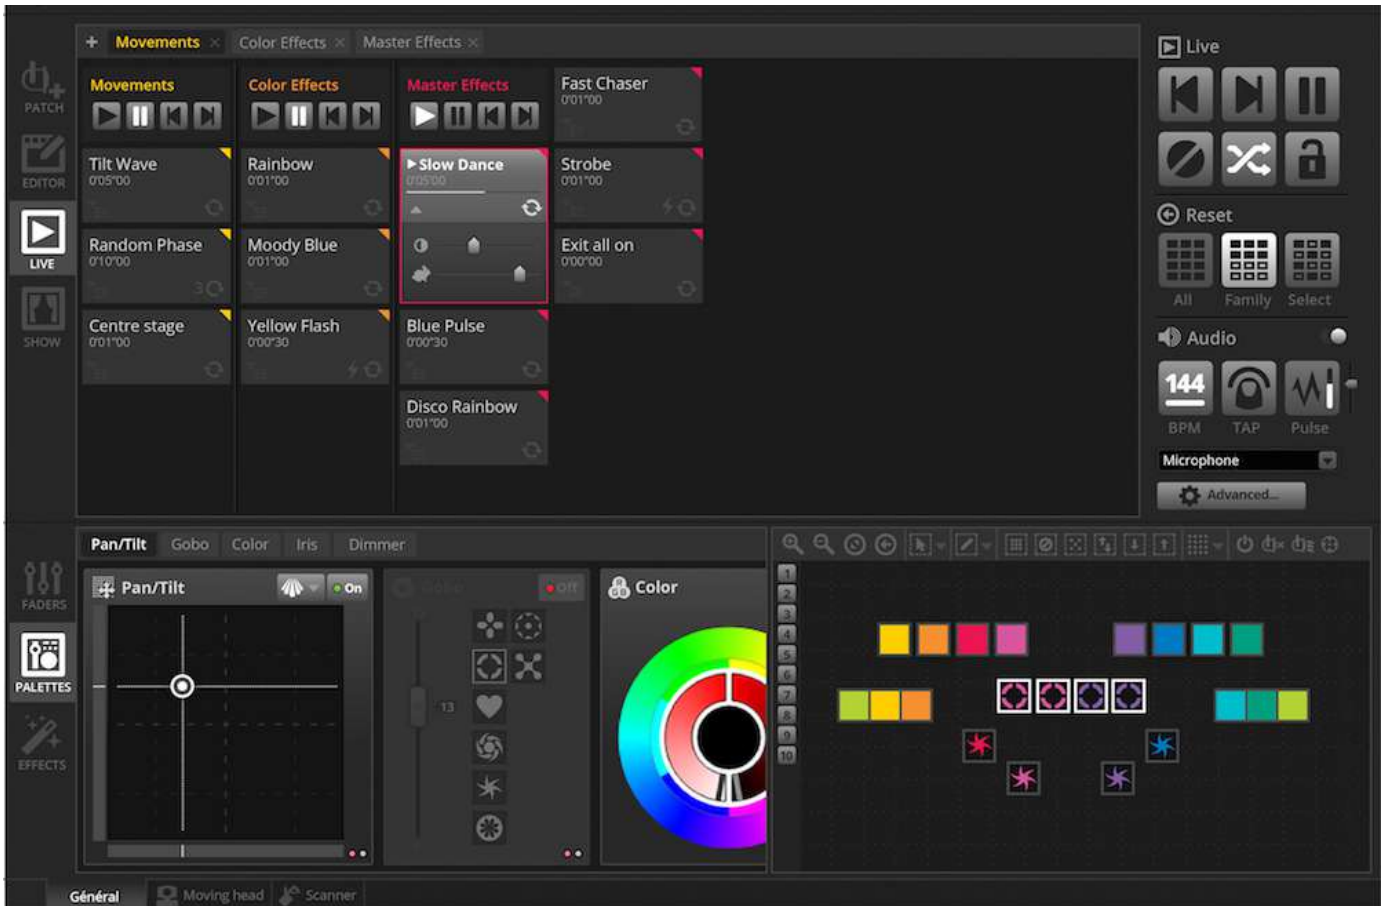 Movements
Color Effects
Master Effects
Live
PATCH
EDITOR
LIVE
SHOW
Movements
Color Effects
Master Effects
Fast Chaser
0'01"00
Tilt Wave
0'05"00
Rainbow
0'01"00
Slow Dance
0'05"00
Strobe
0'01"00
Random Phase
0'10"00
3
Moody Blue
0'01"00
Exit all on
0'00"00
Centre stage
0'01"00
Yellow Flash
0'00"30
Blue Pulse
0'00"30
Disco Rainbow
0'01"00
Reset
All
Family
Select
Audio
144
BPM
TAP
Pulse
Microphone
Advanced...
FADERS
PALETTES
EFFECTS
Pan/Tilt
Gobo
Color
Iris
Dimmer
Pan/Tilt
On
Gobo
Off
13
Color
R
G
B
1
2
3
4
5
6
7
8
9
10
Général
Moving head
Scanner